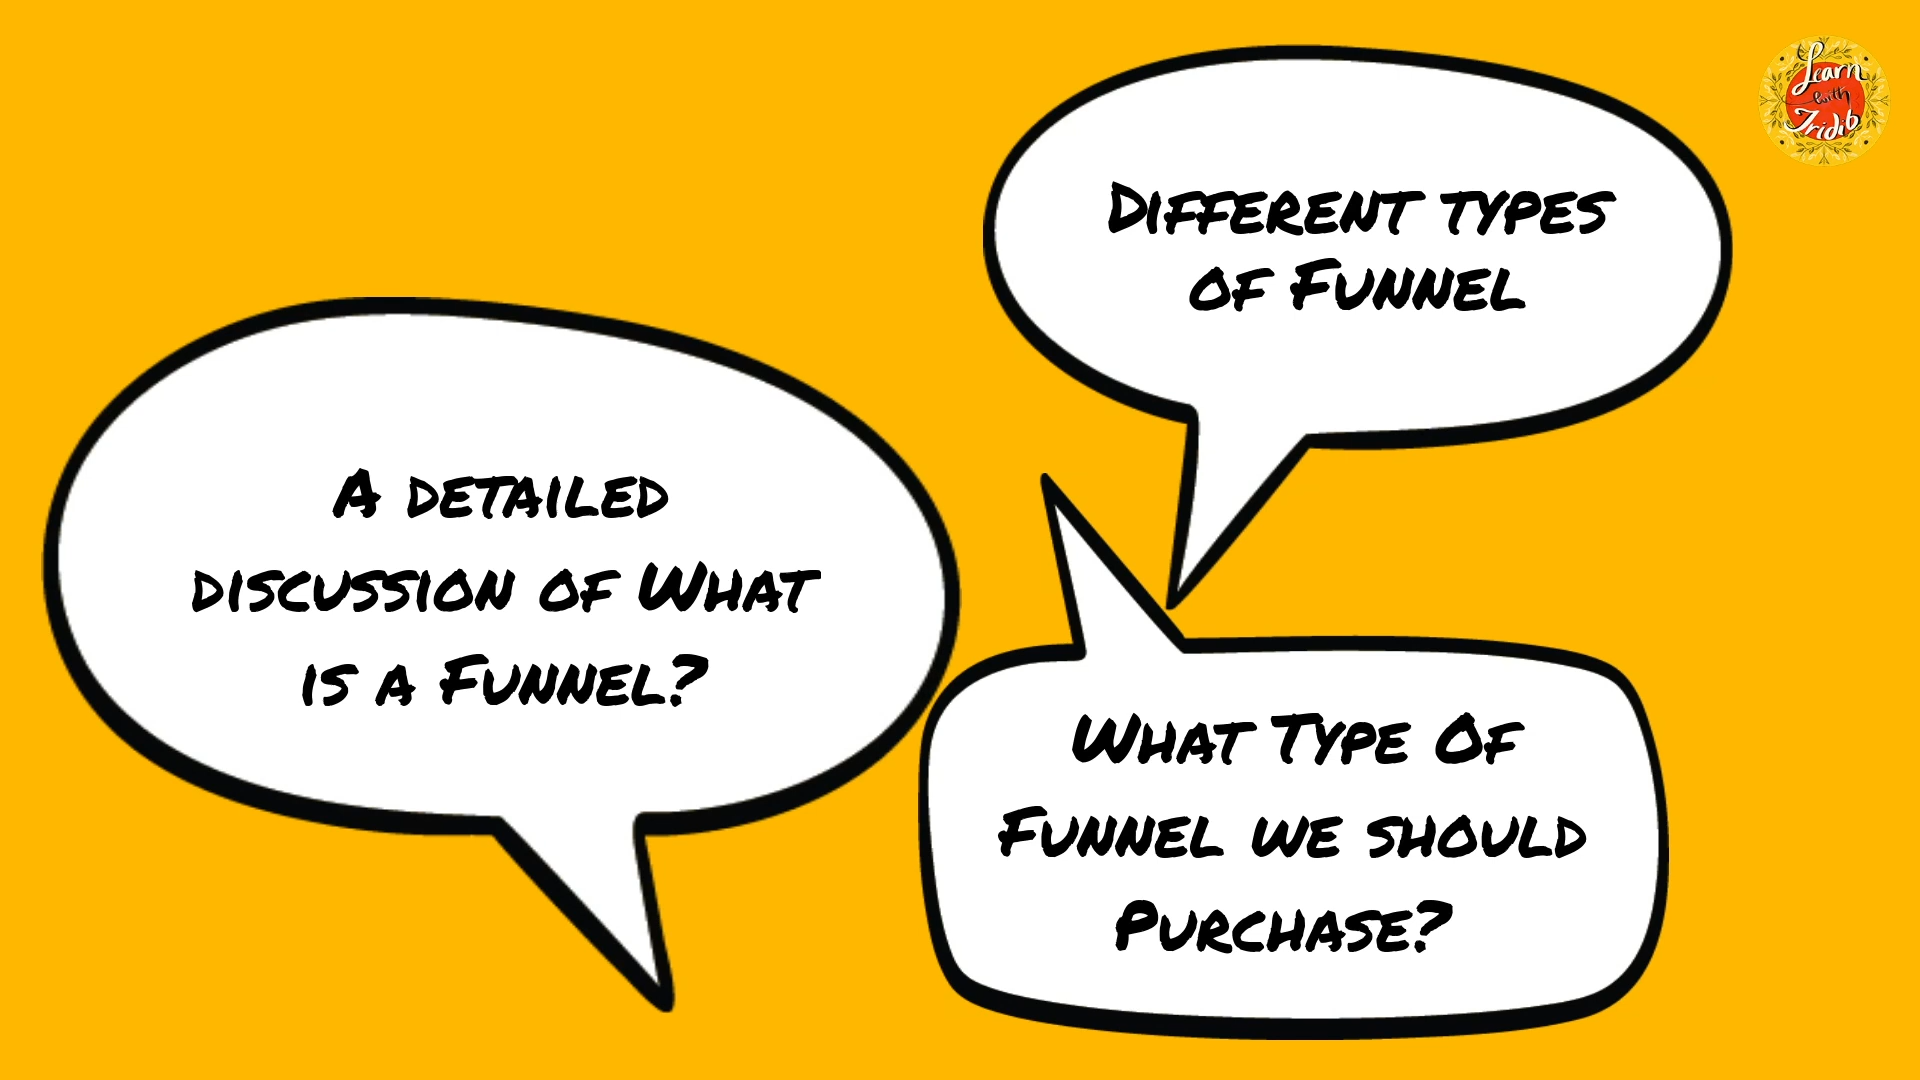 Learn
with
Tridib
Different types
of Funnel
A detailed
discussion of What
is a Funnel?
What Type Of
Funnel we should
Purchase?